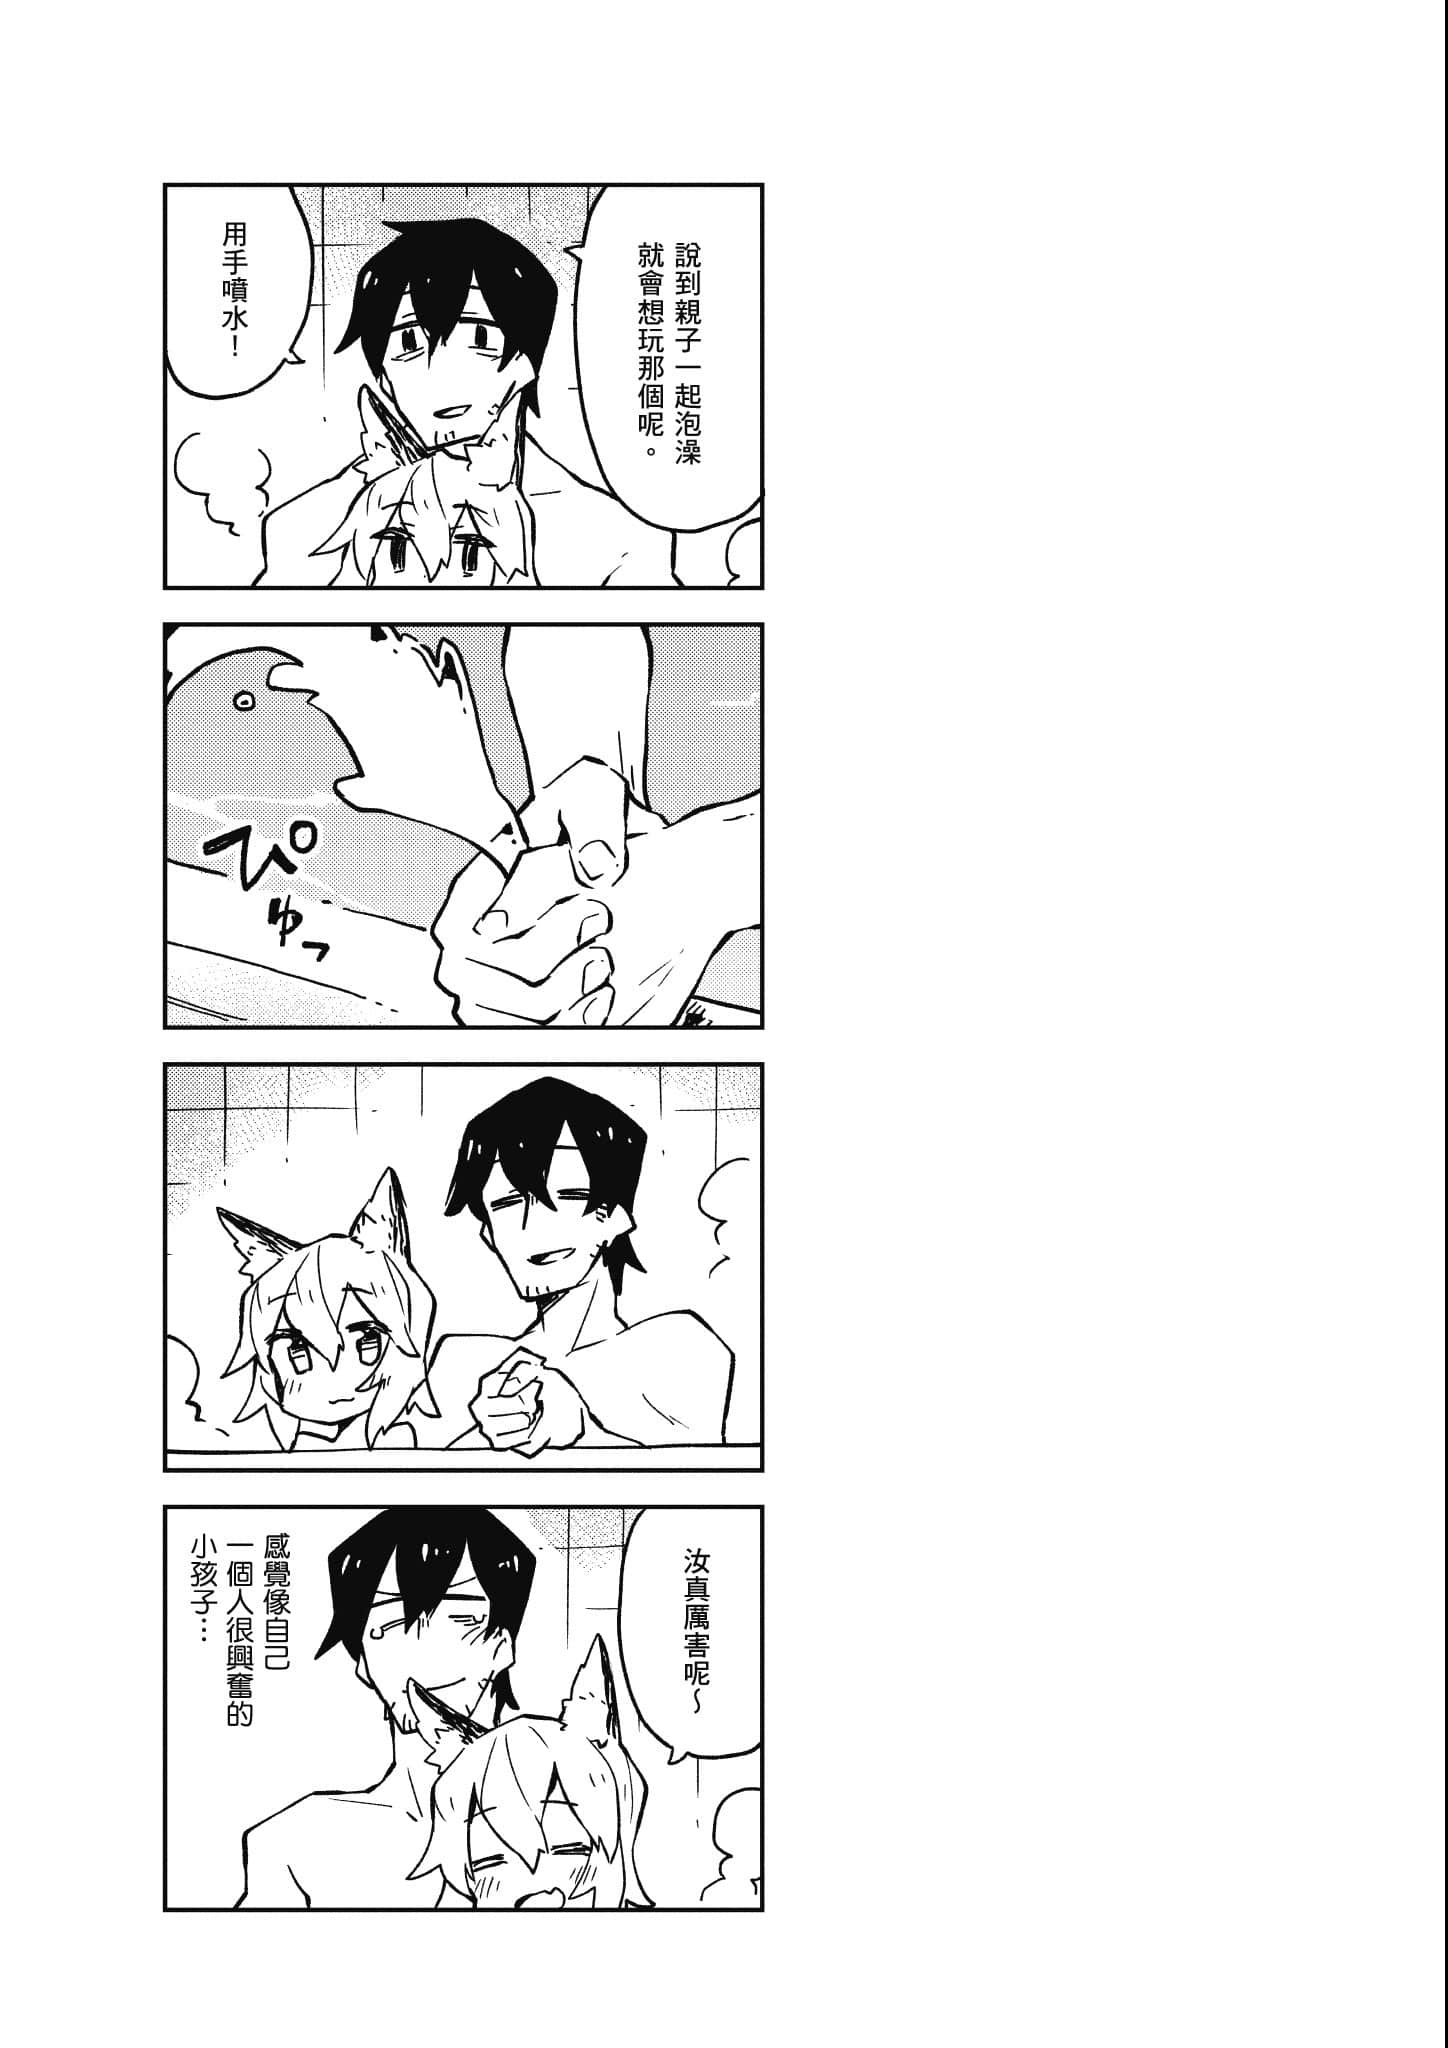 說到親子一起泡澡
就會想玩那個呢。
用手噴水！
ぴゅっ
汝真厲害呢～
感覺像自己
一個人很興奮的
小孩子…